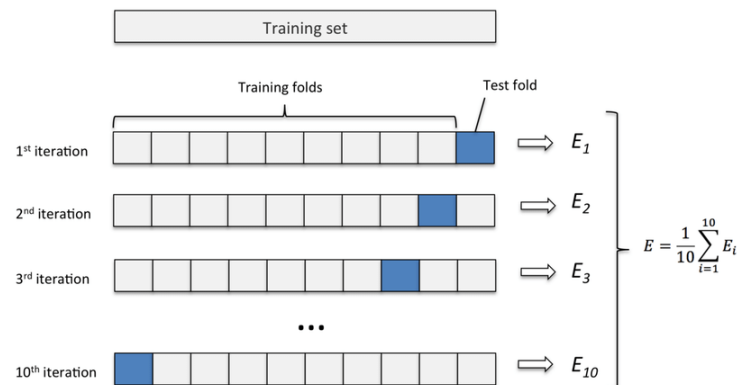 Training set
Training folds
Test fold
1st iteration
E1
2nd iteration
E2
E = 1/10 ∑ i=1 10 Ei
3rd iteration
E3
...
10th iteration
E10